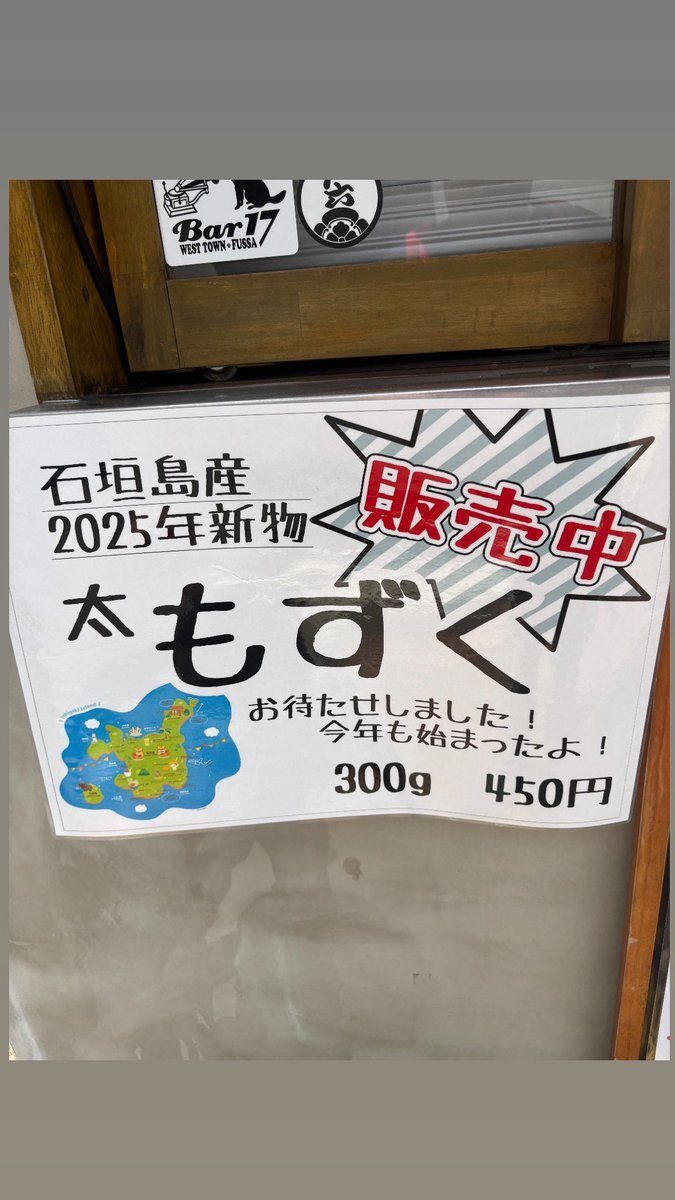 Bar17
WEST TOWN★FUSSA
六
石垣島産
2025年新物
販売中
太もずく
お待たせしました！
今年も始まったよ！
300g 450円